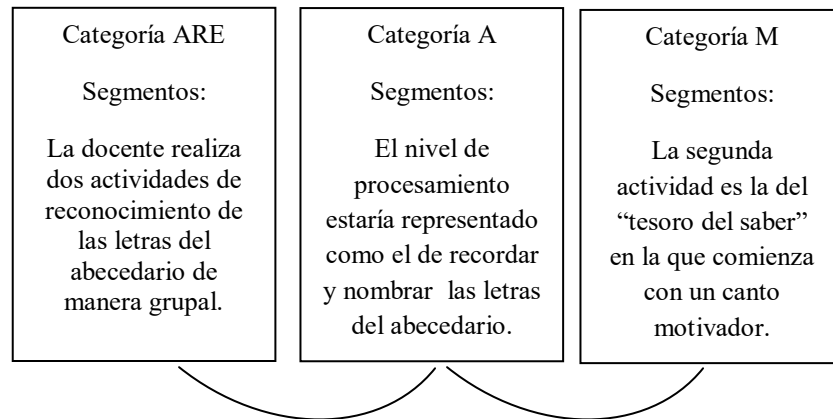 Categoría ARE
Segmentos:
La docente realiza
dos actividades de
reconocimiento de
las letras del
abecedario de
manera grupal.
Categoría A
Segmentos:
El nivel de
procesamiento
estaría representado
como el de recordar
y nombrar  las letras
del abecedario.
Categoría M
Segmentos:
La segunda
actividad es la del
“tesoro del saber”
en la que comienza
con un canto
motivador.